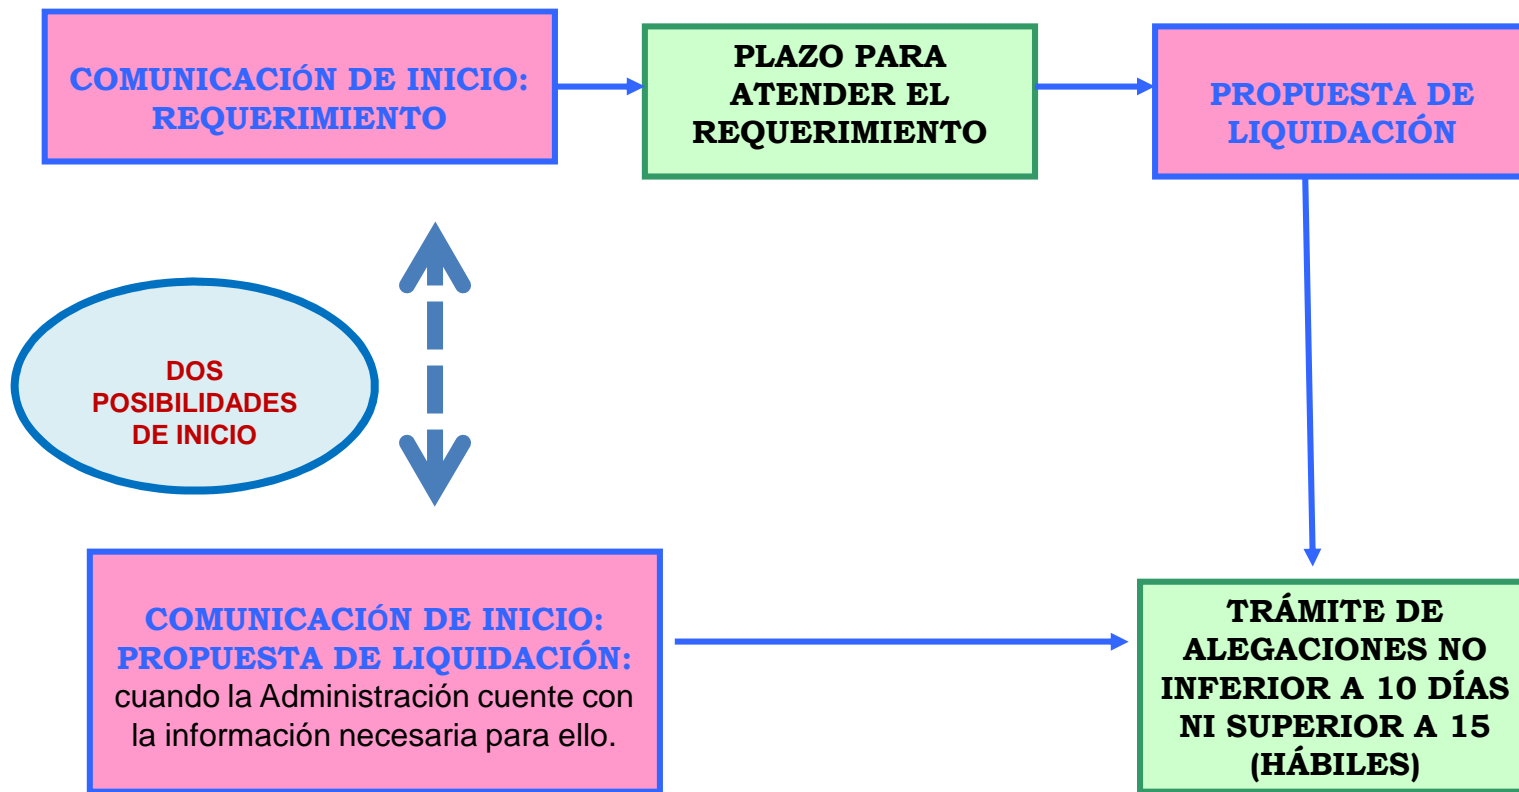 COMUNICACIÓN DE INICIO:
REQUERIMIENTO
PLAZO PARA
ATENDER EL
REQUERIMIENTO
PROPUESTA DE
LIQUIDACIÓN
DOS
POSIBILIDADES
DE INICIO
COMUNICACIÓN DE INICIO:
PROPUESTA DE LIQUIDACIÓN:
cuando la Administración cuente con
la información necesaria para ello.
TRÁMITE DE
ALEGACIONES NO
INFERIOR A 10 DÍAS
NI SUPERIOR A 15
(HÁBILES)